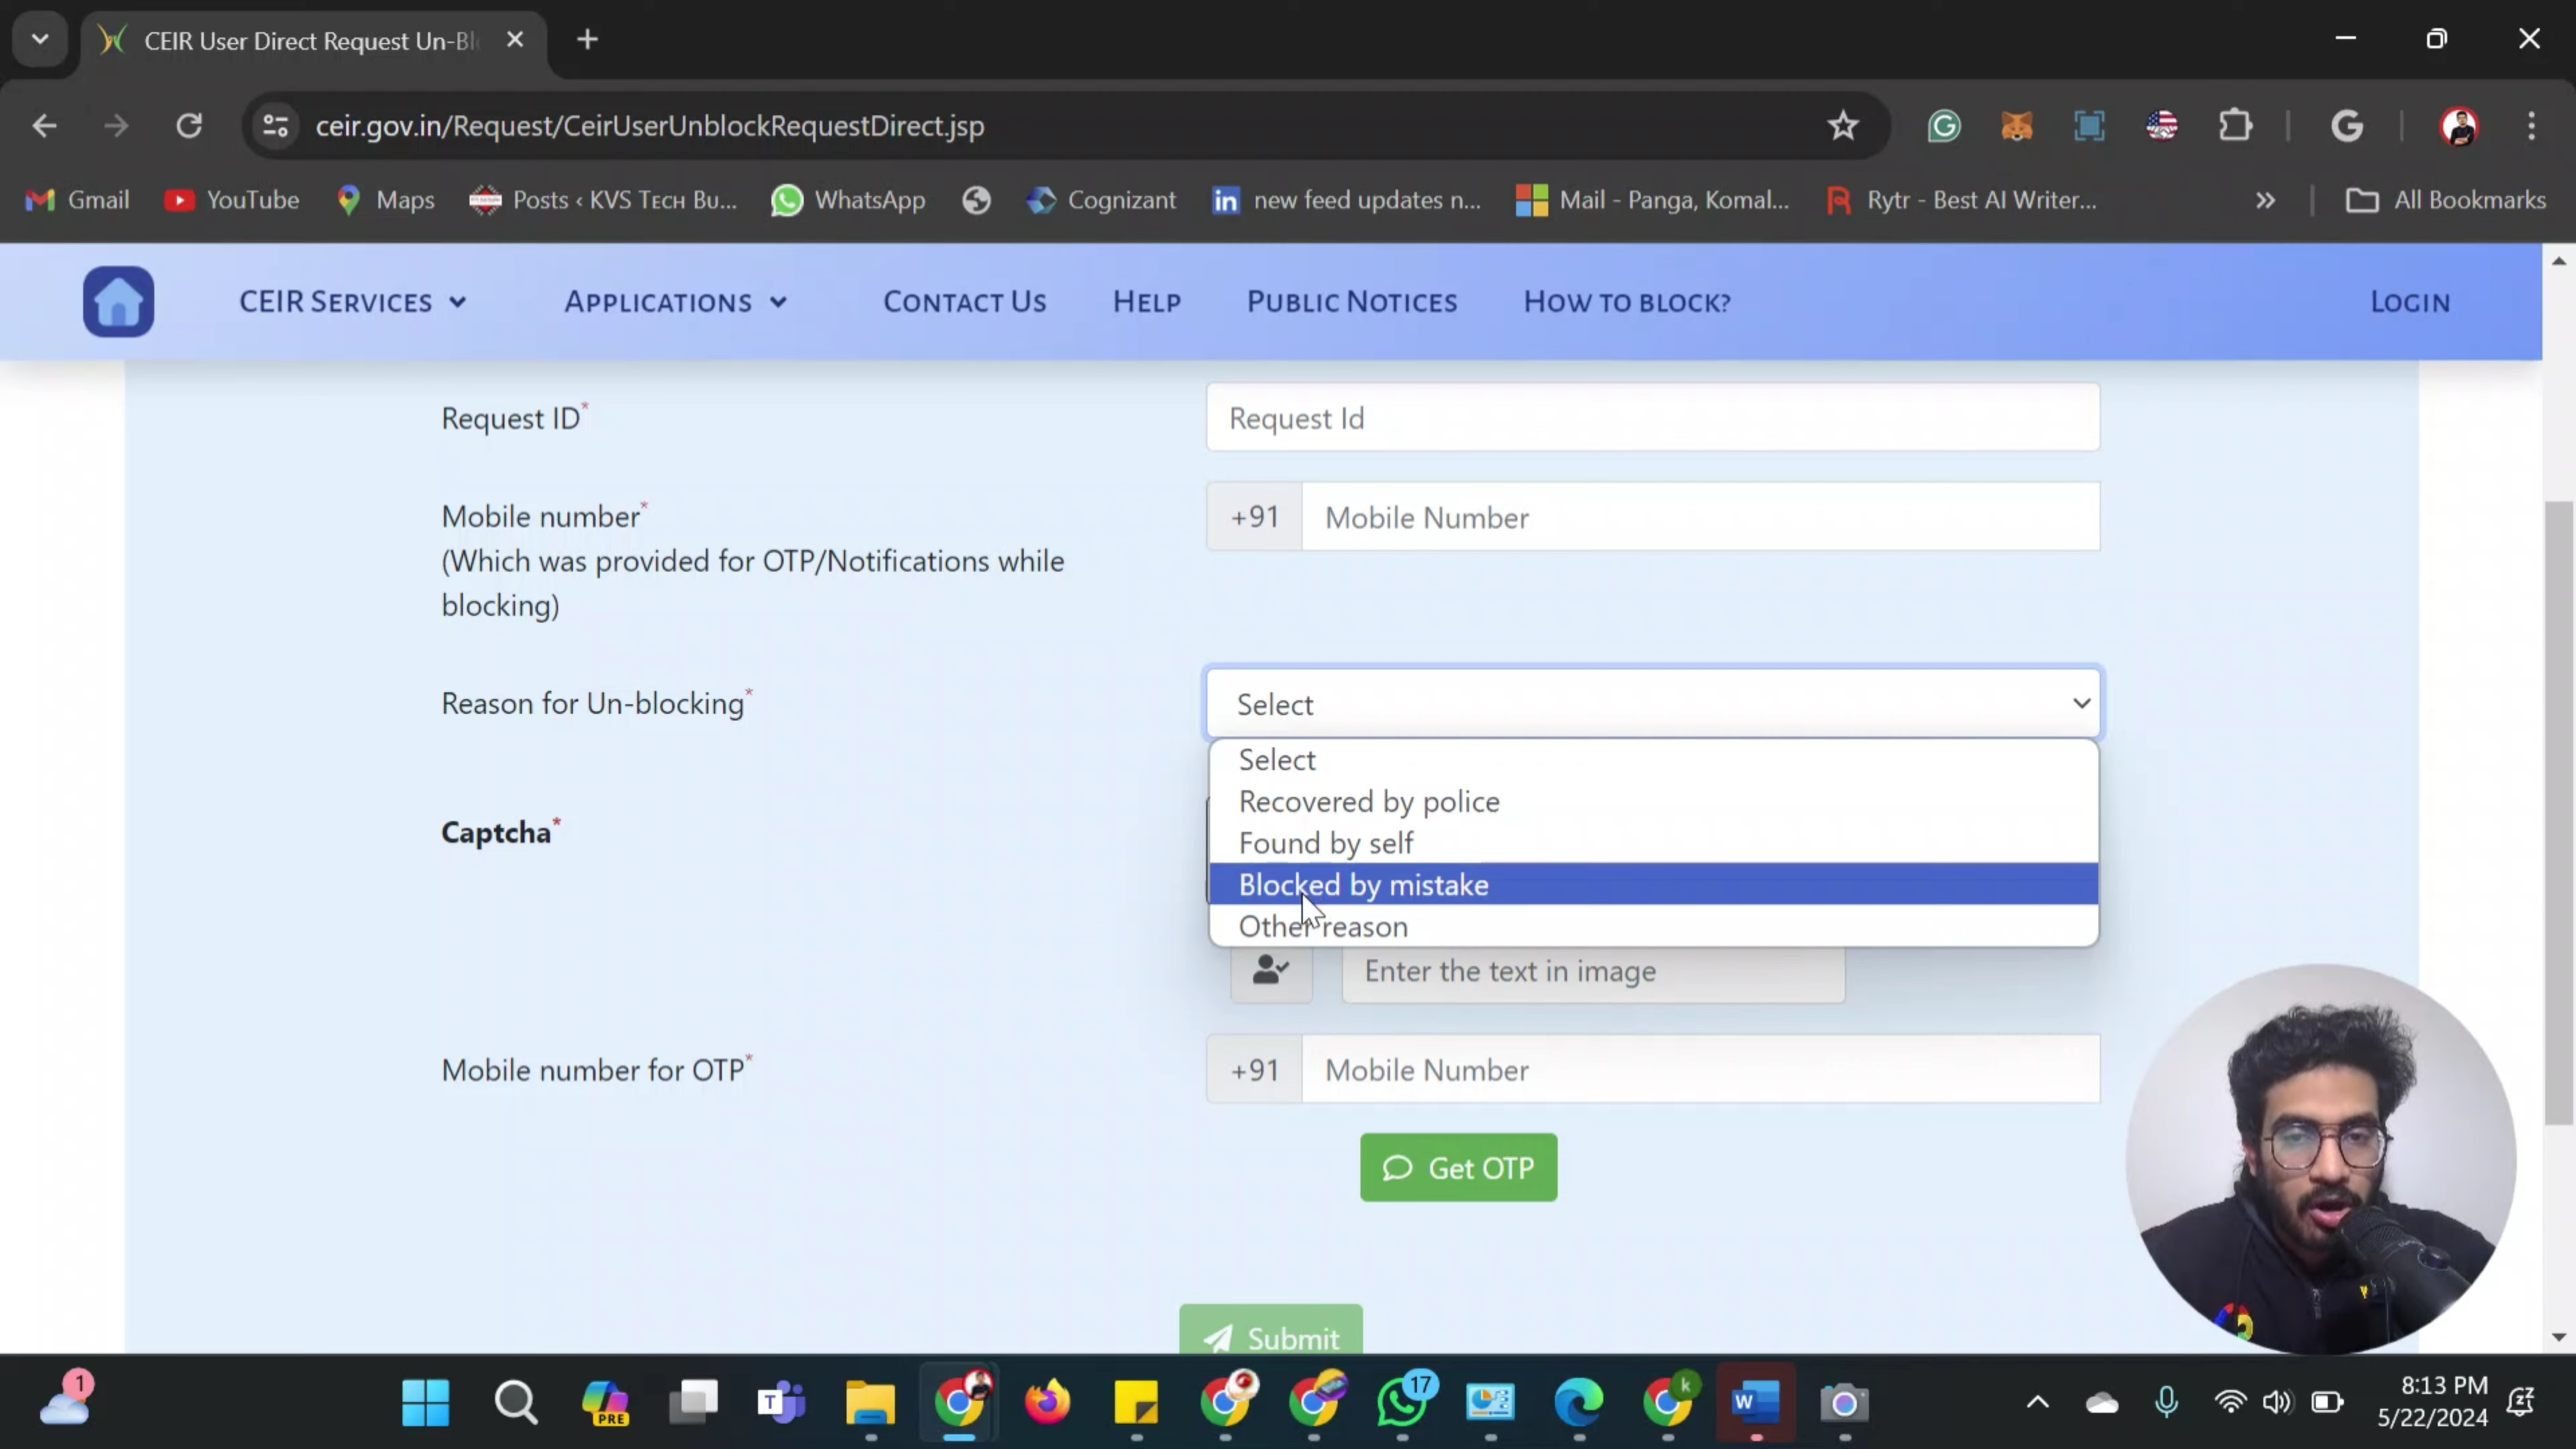 CEIR User Direct Request Un-Bl
ceir.gov.in/Request/CeirUserUnblockRequestDirect.jsp
Gmail YouTube Maps Posts ‹ KVS Tech Bu... WhatsApp Cognizant new feed updates n... Mail - Panga, Komal... Rytr - Best AI Writer... » All Bookmarks
CEIR Services Applications Contact Us Help Public Notices How to block? Login
Request ID* Request Id
Mobile number* +91 Mobile Number
(Which was provided for OTP/Notifications while
blocking)
Reason for Un-blocking* Select
Select
Recovered by police
Found by self
Blocked by mistake
Other reason
Captcha*
Enter the text in image
Mobile number for OTP* +91 Mobile Number
Get OTP
Submit
1 PRE T 17 k W 8:13 PM
5/22/2024